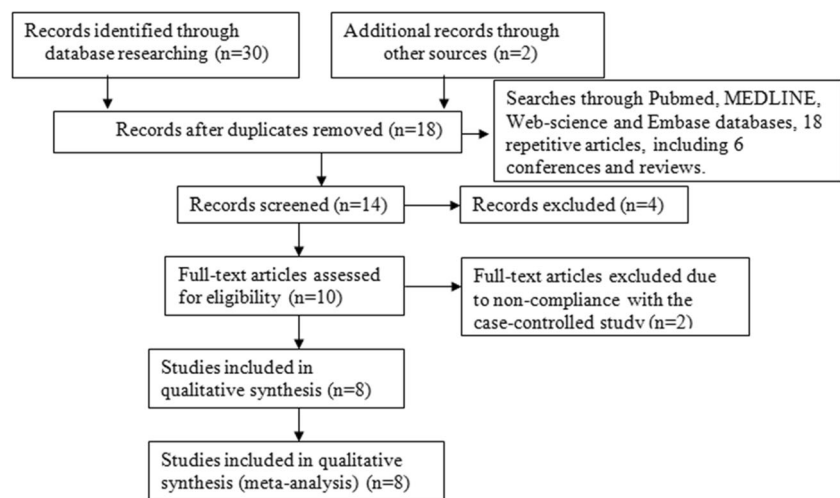 Records identified through
database researching (n=30)
Additional records through
other sources (n=2)
Records after duplicates removed (n=18)
Searches through Pubmed, MEDLINE,
Web-science and Embase databases, 18
repetitive articles, including 6
conferences and reviews.
Records screened (n=14)
Records excluded (n=4)
Full-text articles assessed
for eligibility (n=10)
Full-text articles excluded due
to non-compliance with the
case-controlled study (n=2)
Studies included in
qualitative synthesis (n=8)
Studies included in qualitative
synthesis (meta-analysis) (n=8)